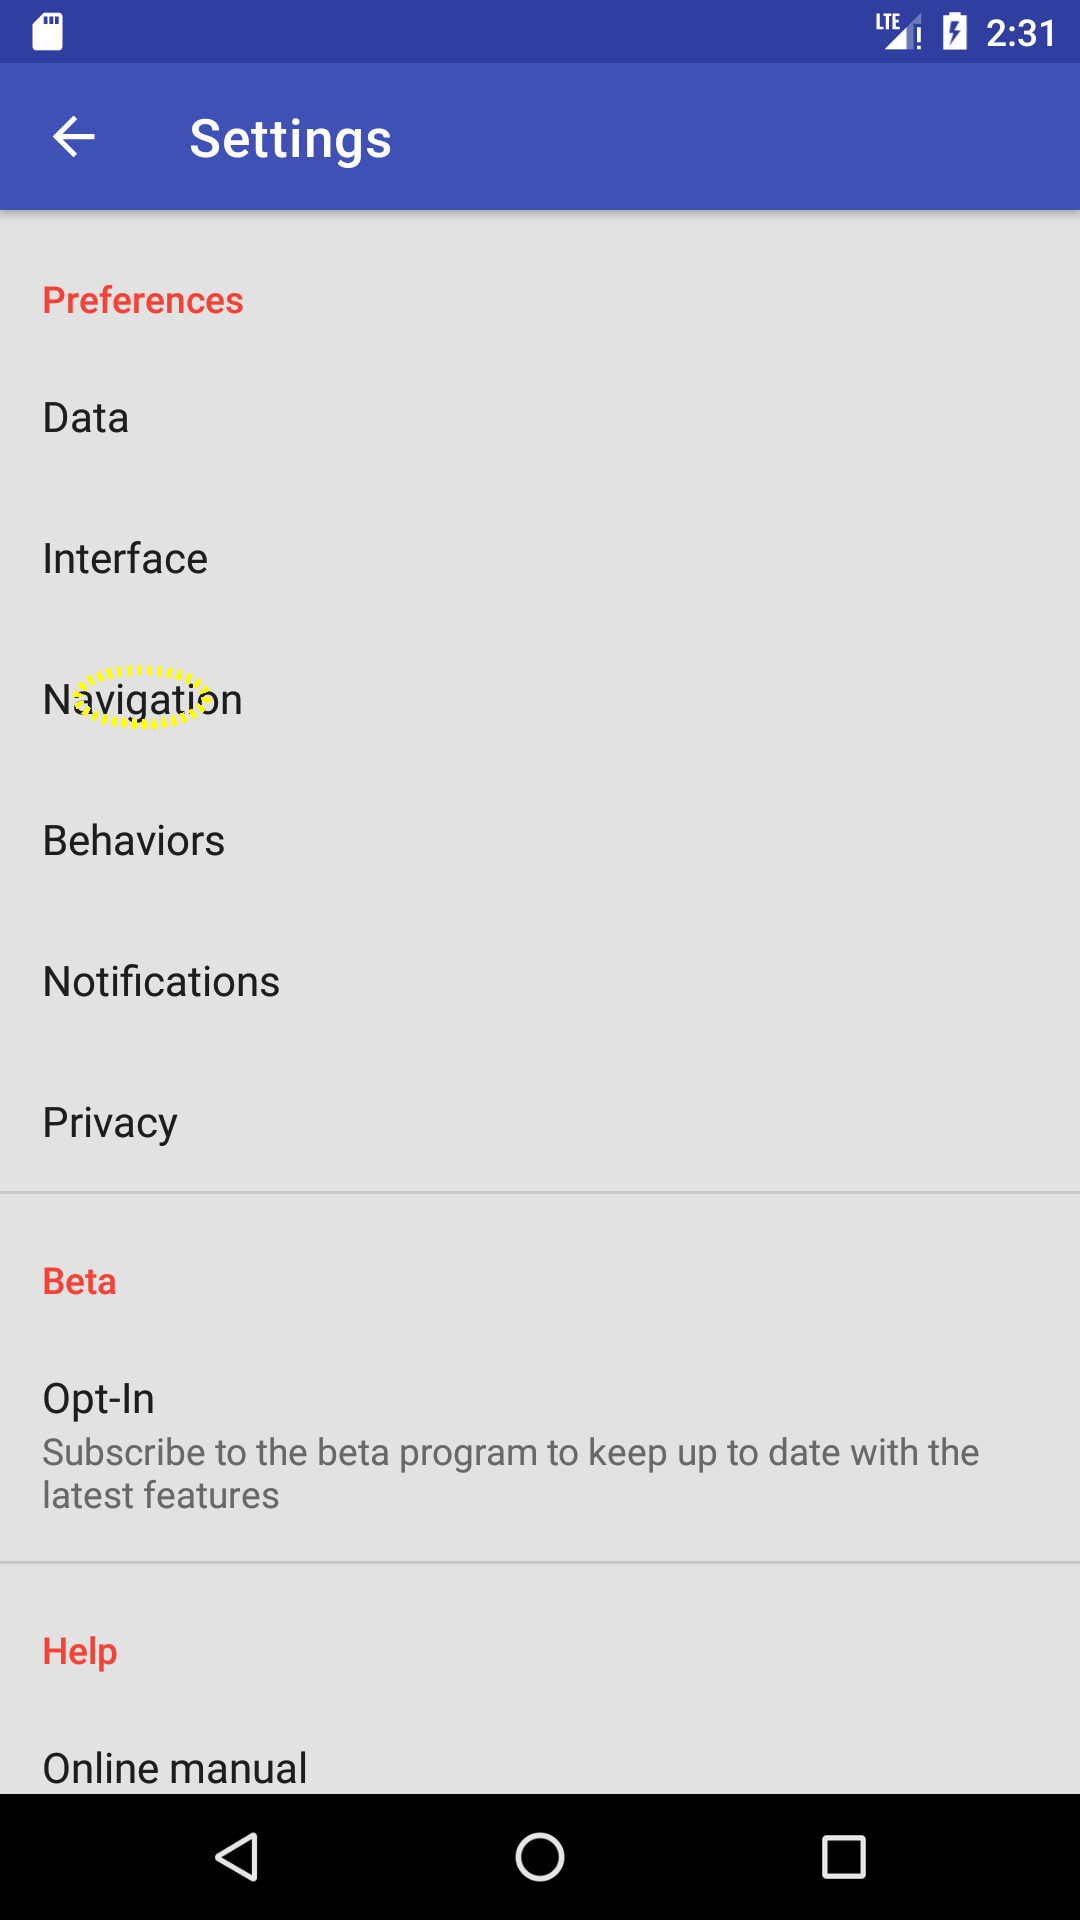 LTE 2:31
Settings
Preferences
Data
Interface
Navigation
Behaviors
Notifications
Privacy
Beta
Opt-In
Subscribe to the beta program to keep up to date with the
latest features
Help
Online manual